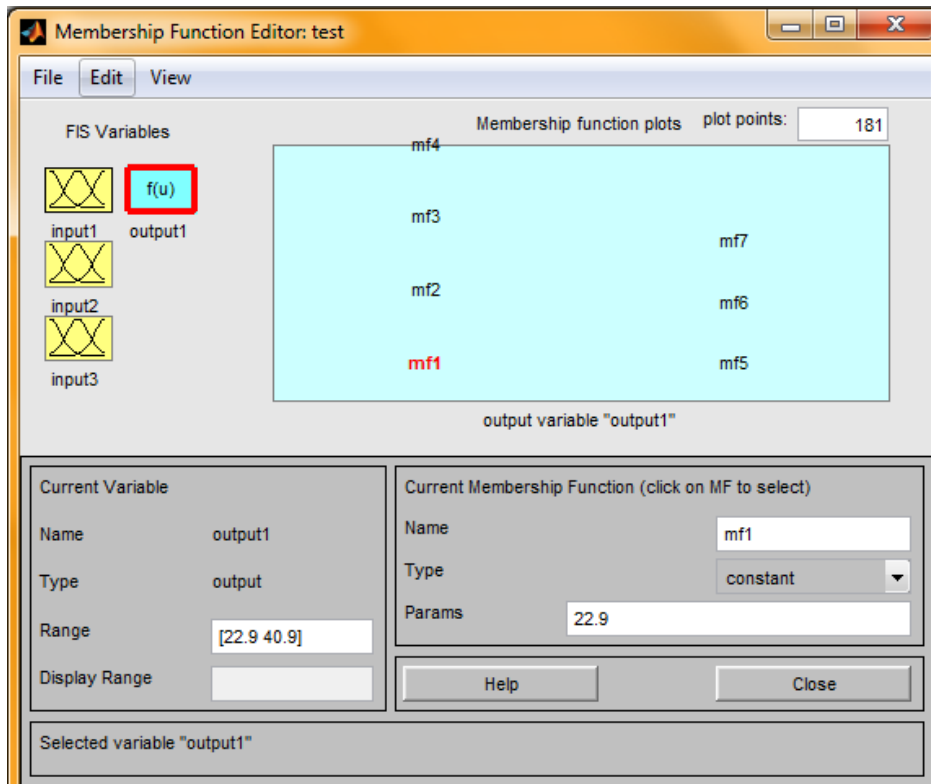 Membership Function Editor: test
File Edit View
FIS Variables
Membership function plots plot points: 181
f(u)
input1 output1
input2
input3
mf4
mf3
mf7
mf2
mf6
mf1
mf5
output variable "output1"
Current Variable
Name output1
Type output
Range [22.9 40.9]
Display Range
Current Membership Function (click on MF to select)
Name mf1
Type constant
Params 22.9
Help Close
Selected variable "output1"